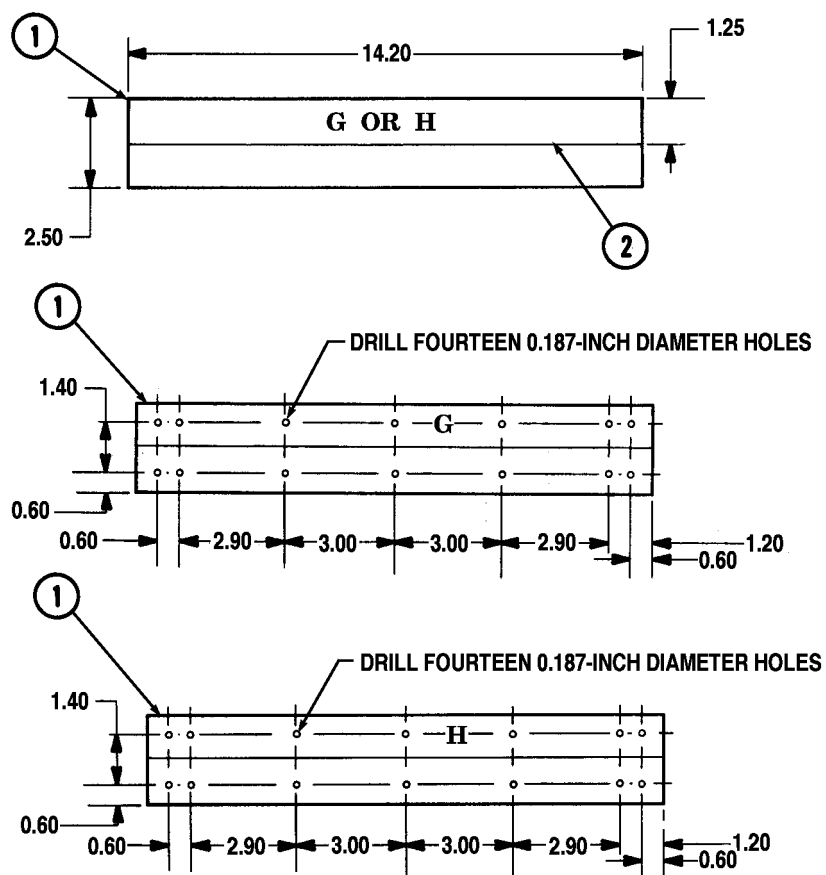 1
14.20
1.25
G OR H
2.50
2
1
DRILL FOURTEEN 0.187-INCH DIAMETER HOLES
1.40
G
0.60
0.60 2.90 3.00 3.00 2.90 1.20
0.60
1
DRILL FOURTEEN 0.187-INCH DIAMETER HOLES
1.40
H
0.60
0.60 2.90 3.00 3.00 2.90 1.20
0.60